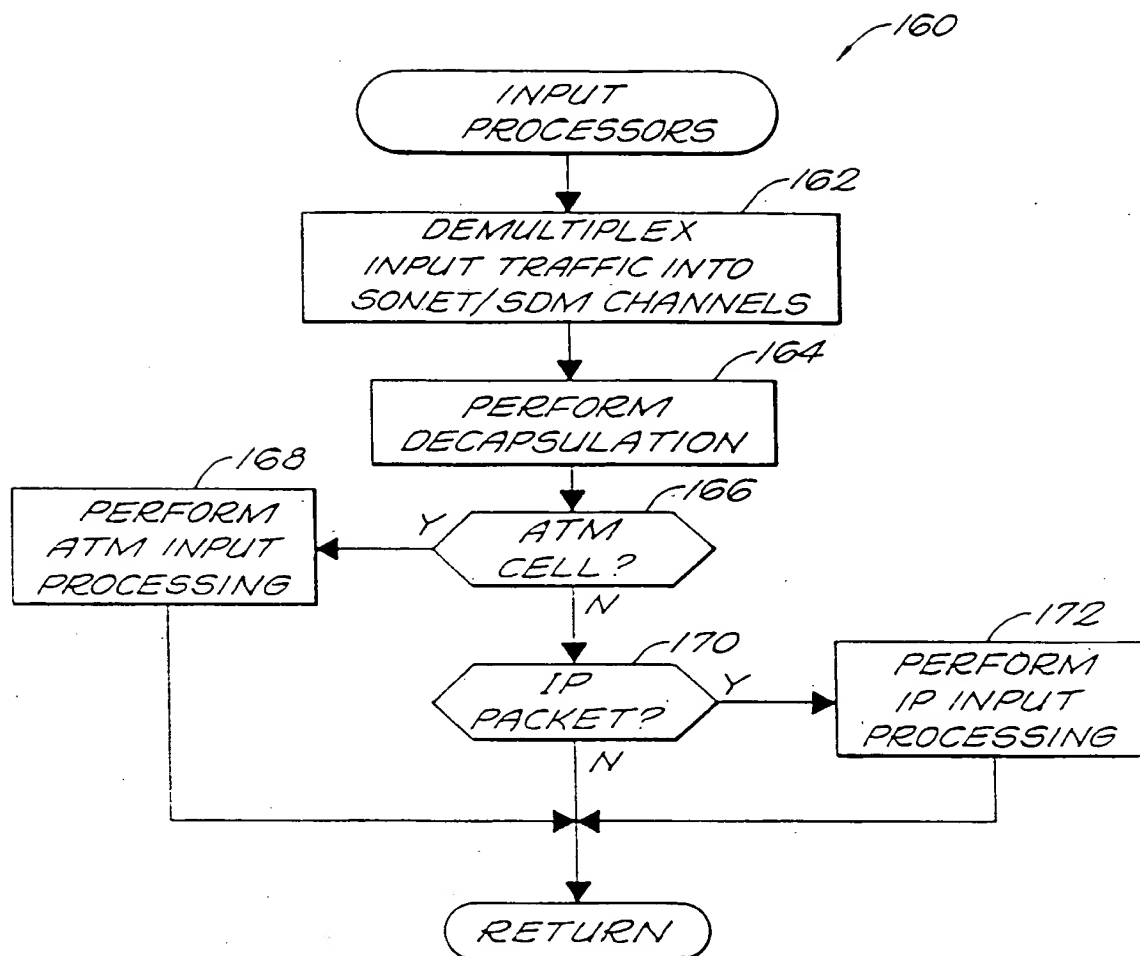 160
INPUT
PROCESSORS
162
DEMULTIPLEX
INPUT TRAFFIC INTO
SONET/SDM CHANNELS
164
PERFORM
DECAPSULATION
168
PERFORM
ATM INPUT
PROCESSING
166
Y
ATM
CELL?
N
170
IP
PACKET?
Y
N
172
PERFORM
IP INPUT
PROCESSING
RETURN